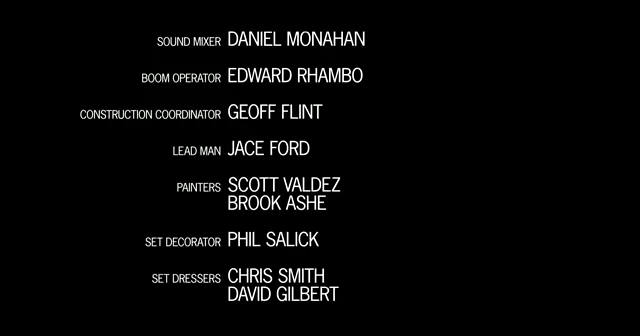 SOUND MIXER DANIEL MONAHAN
BOOM OPERATOR EDWARD RHAMBO
CONSTRUCTION COORDINATOR GEOFF FLINT
LEAD MAN JACE FORD
PAINTERS SCOTT VALDEZ
BROOK ASHE
SET DECORATOR PHIL SALICK
SET DRESSERS CHRIS SMITH
DAVID GILBERT